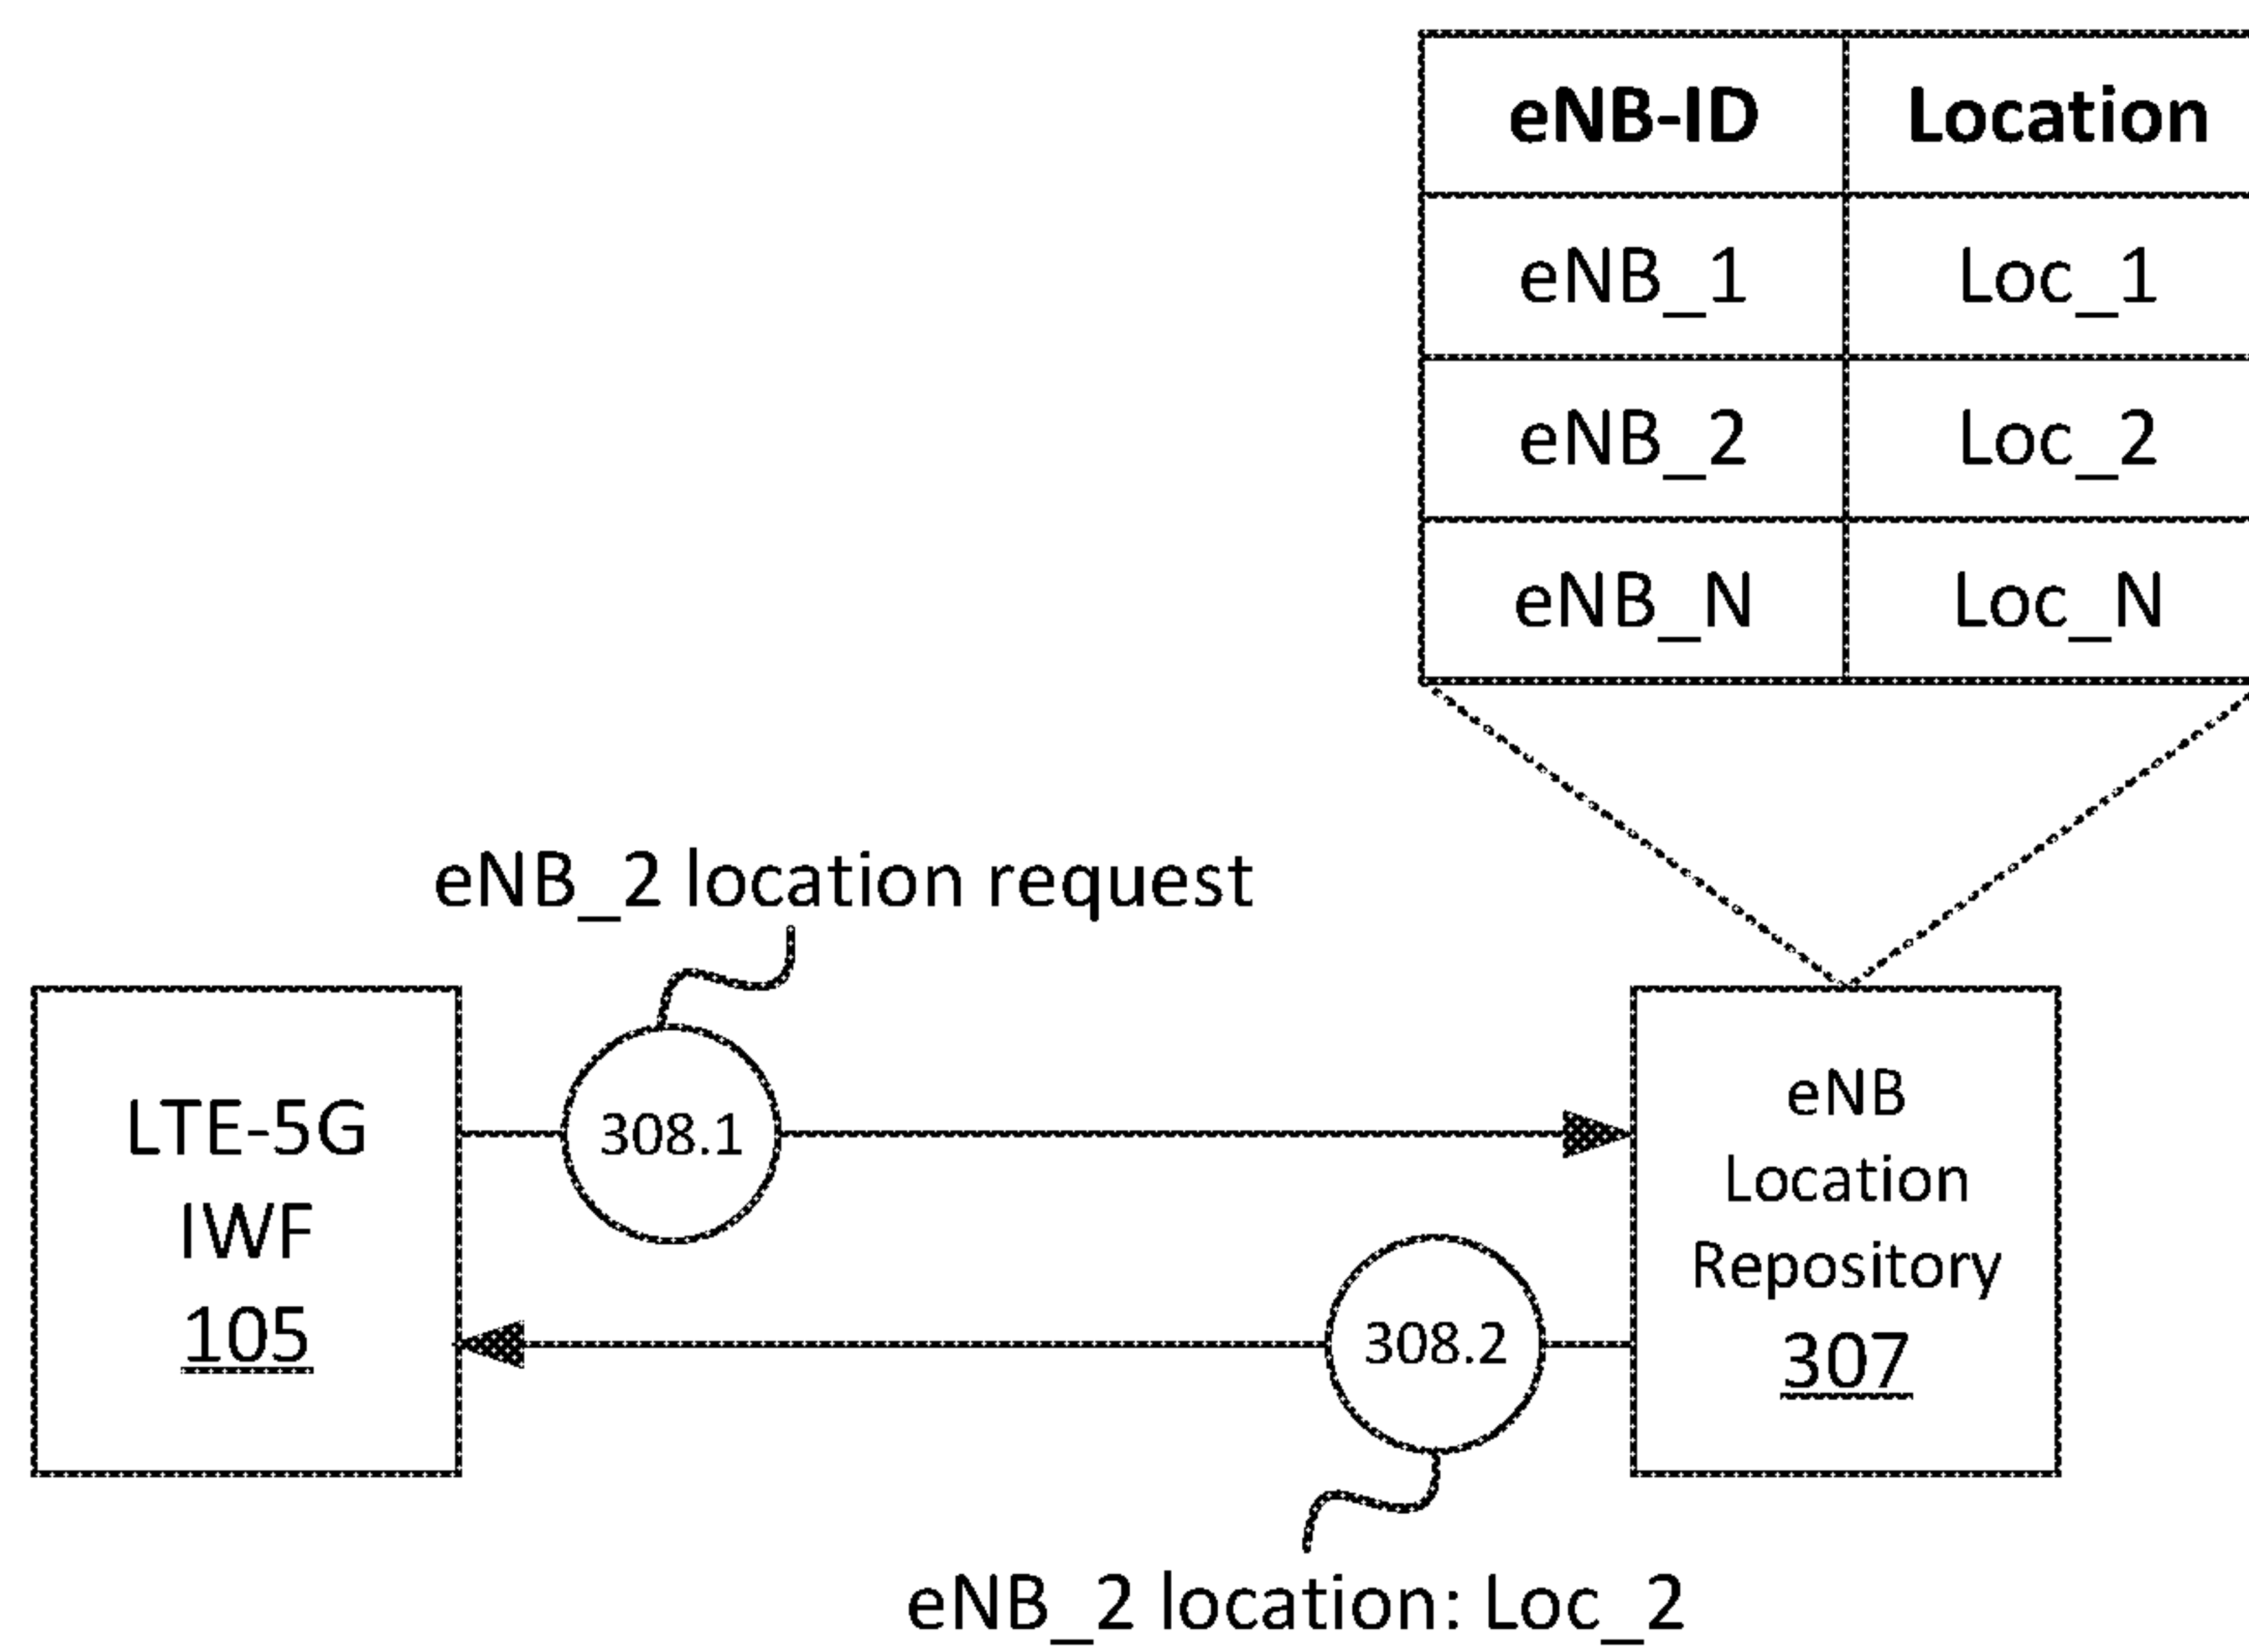 eNB-ID Location
eNB_1 Loc_1
eNB_2 Loc_2
eNB_N Loc_N
eNB_2 location request
LTE-5G
IWF
105
308.1
eNB
Location
Repository
307
308.2
eNB_2 location: Loc_2